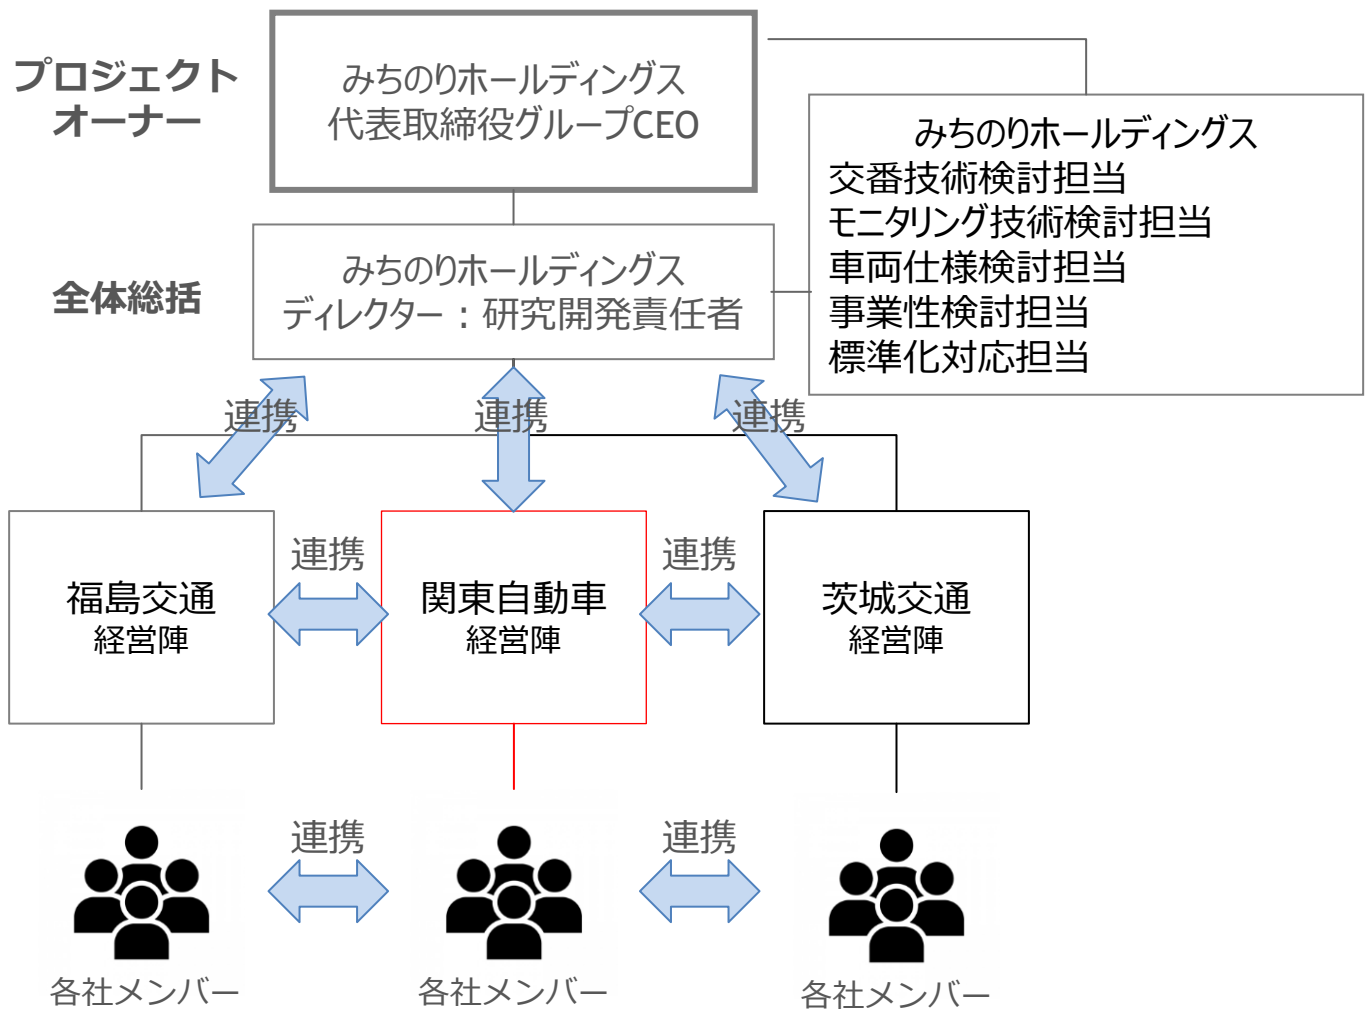 プロジェクト
オーナー
みちのりホールディングス
代表取締役グループCEO
みちのりホールディングス
交番技術検討担当
モニタリング技術検討担当
車両仕様検討担当
事業性検討担当
標準化対応担当
全体総括
みちのりホールディングス
ディレクター：研究開発責任者
連携
連携
連携
福島交通
経営陣
連携
関東自動車
経営陣
連携
茨城交通
経営陣
連携
連携
各社メンバー
各社メンバー
各社メンバー